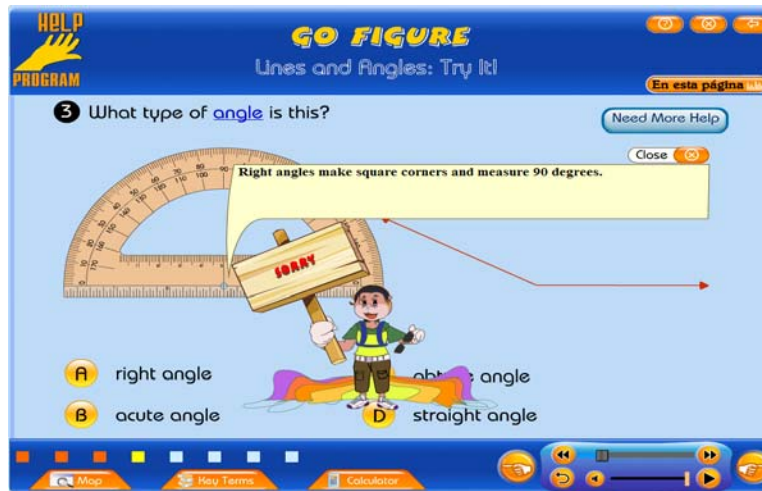 HELP
PROGRAM
GO FIGURE
Lines and Angles: Try It!
En esta página
3 What type of angle is this?
Need More Help
Close
Right angles make square corners and measure 90 degrees.
SORRY
A right angle
angle
B acute angle
D straight angle
Map
Key Terms
Calculator